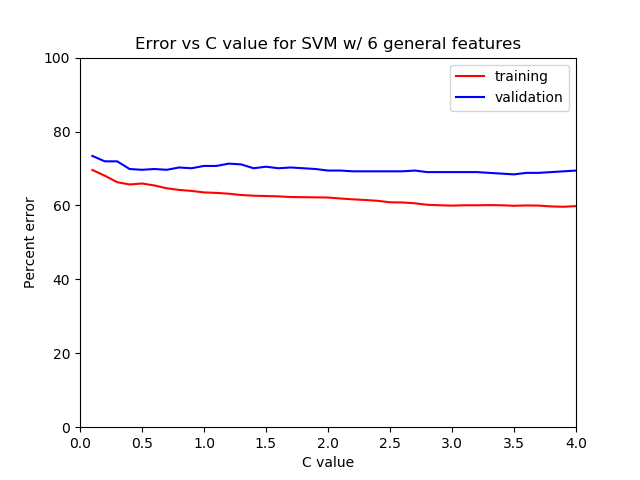 Error vs C value for SVM w/ 6 general features
training
validation
Percent error
100
80
60
40
20
0
0.0 0.5 1.0 1.5 2.0 2.5 3.0 3.5 4.0
C value